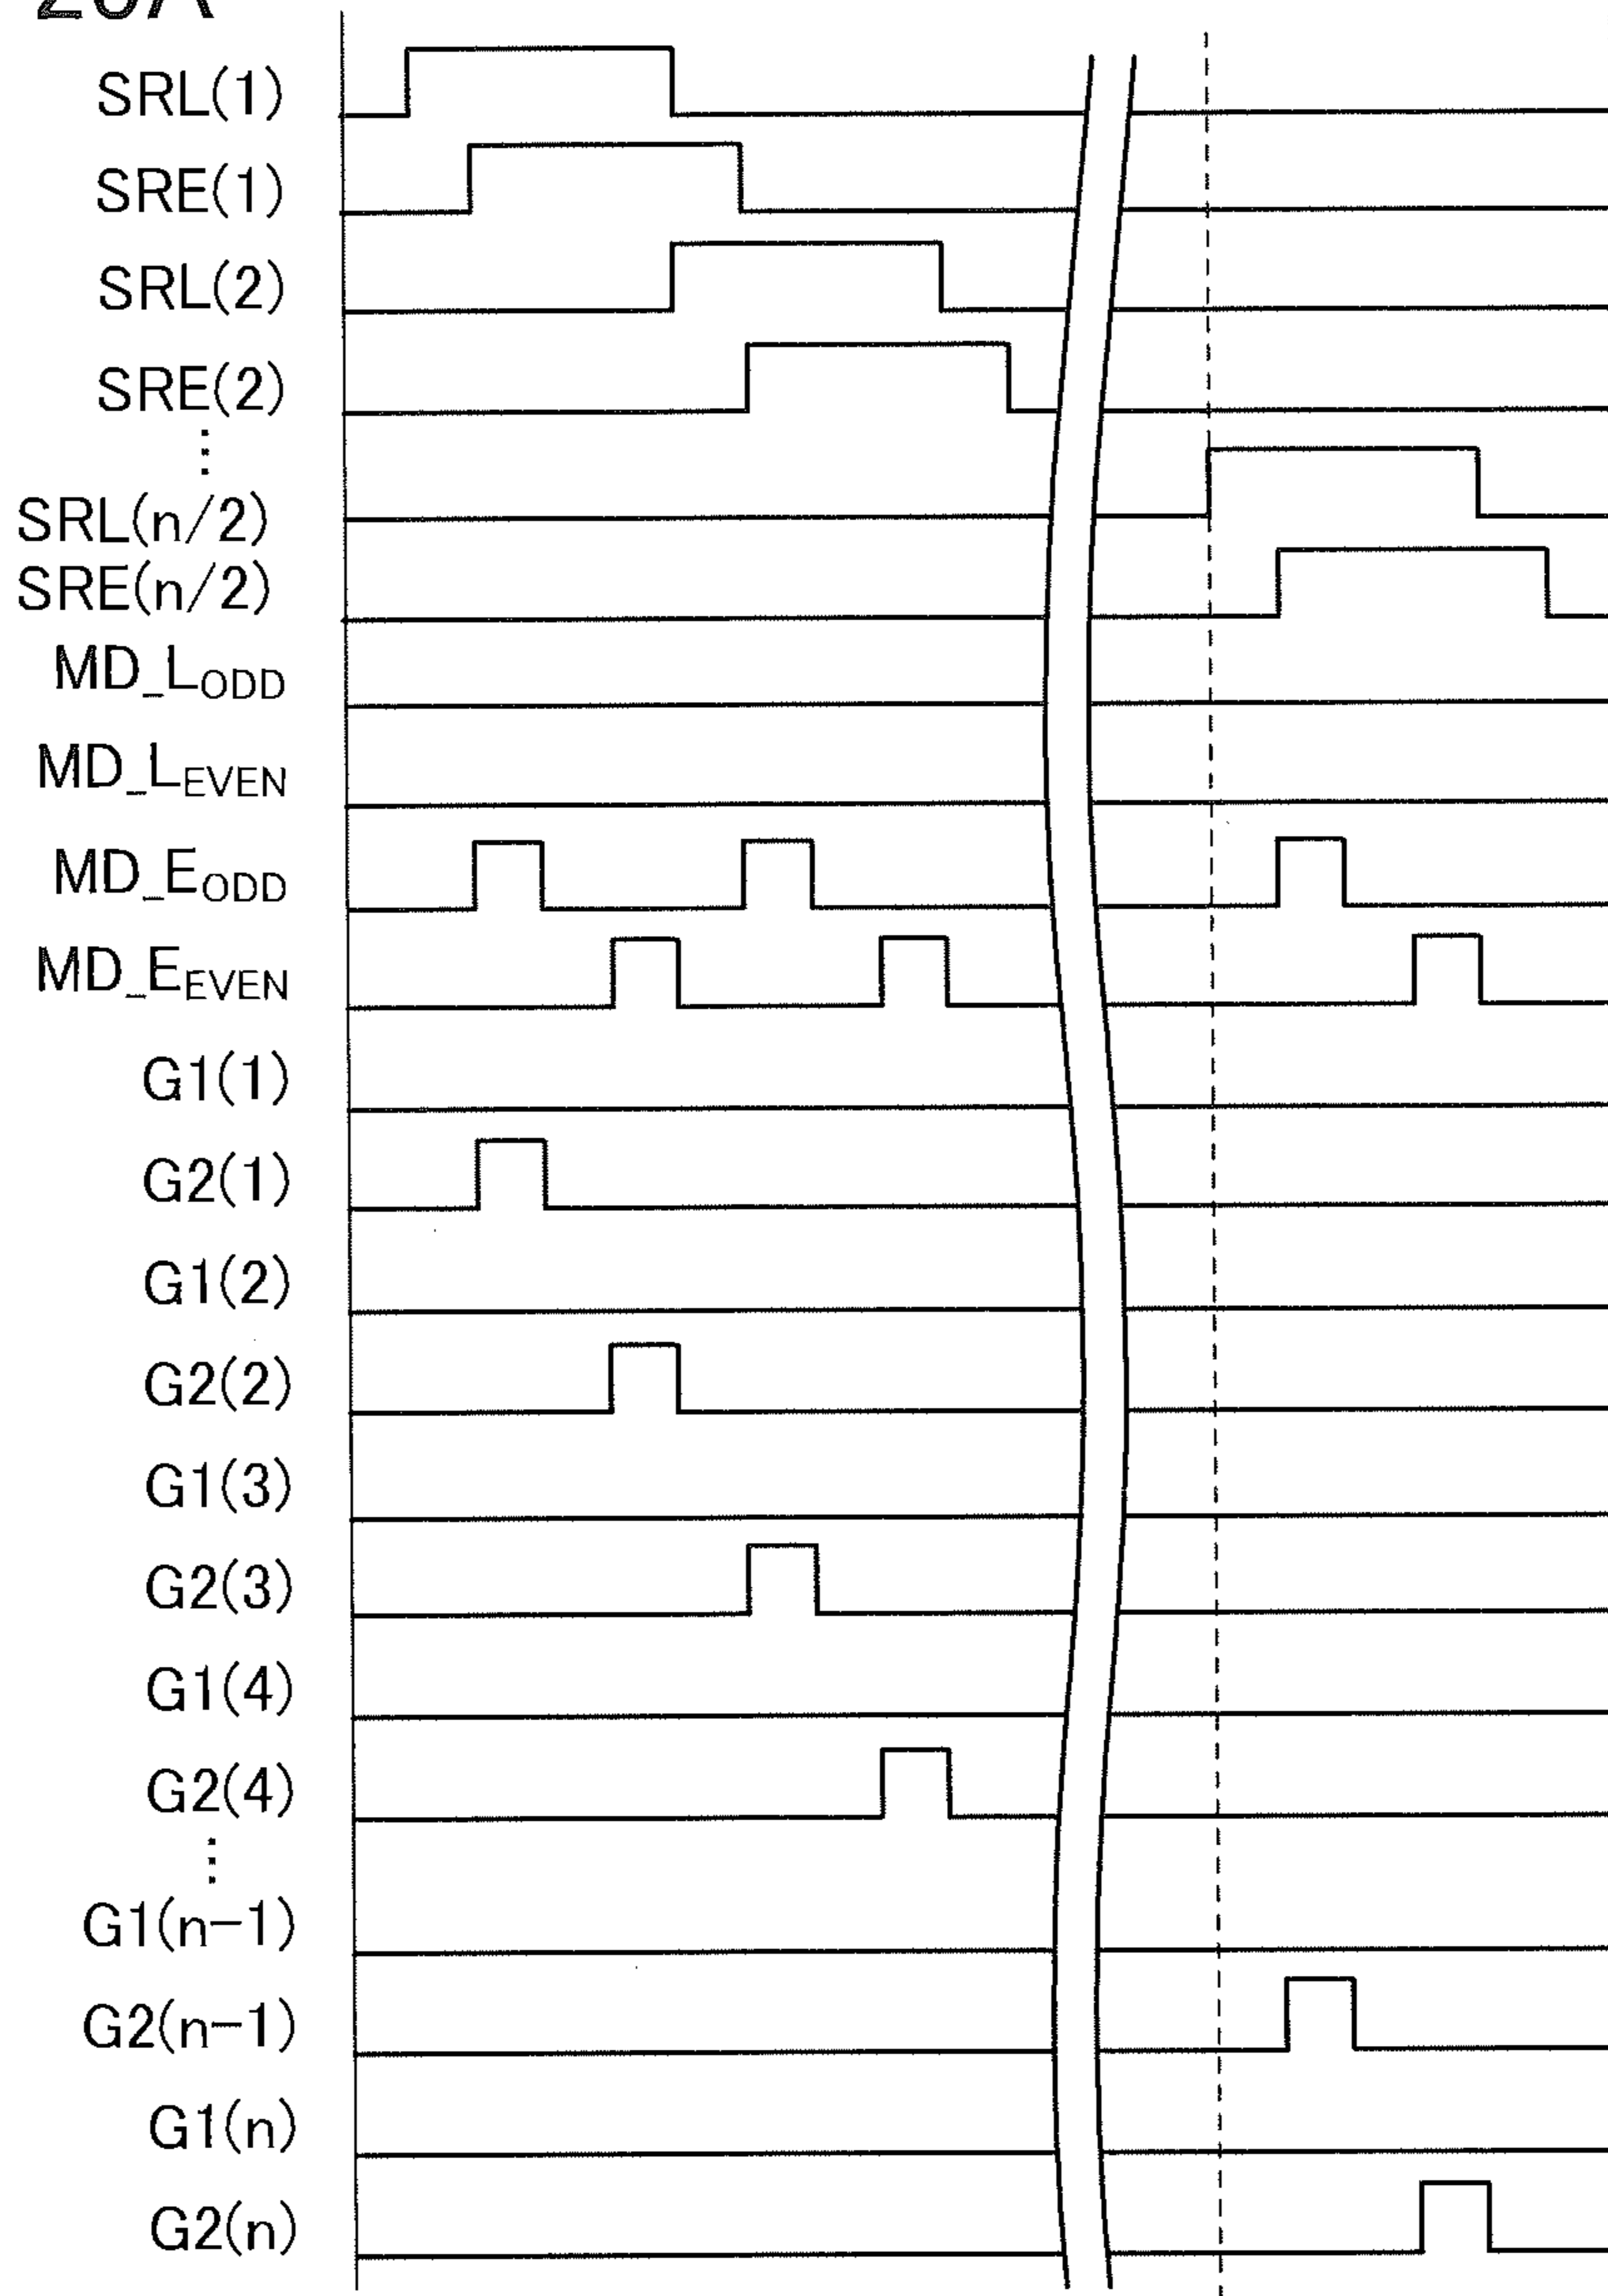 SRL(1)
SRE(1)
SRL(2)
SRE(2)
⋮
SRL(n/2)
SRE(n/2)
MD_LODD
MD_LEVEN
MD_EODD
MD_EEVEN
G1(1)
G2(1)
G1(2)
G2(2)
G1(3)
G2(3)
G1(4)
G2(4)
⋮
G1(n-1)
G2(n-1)
G1(n)
G2(n)